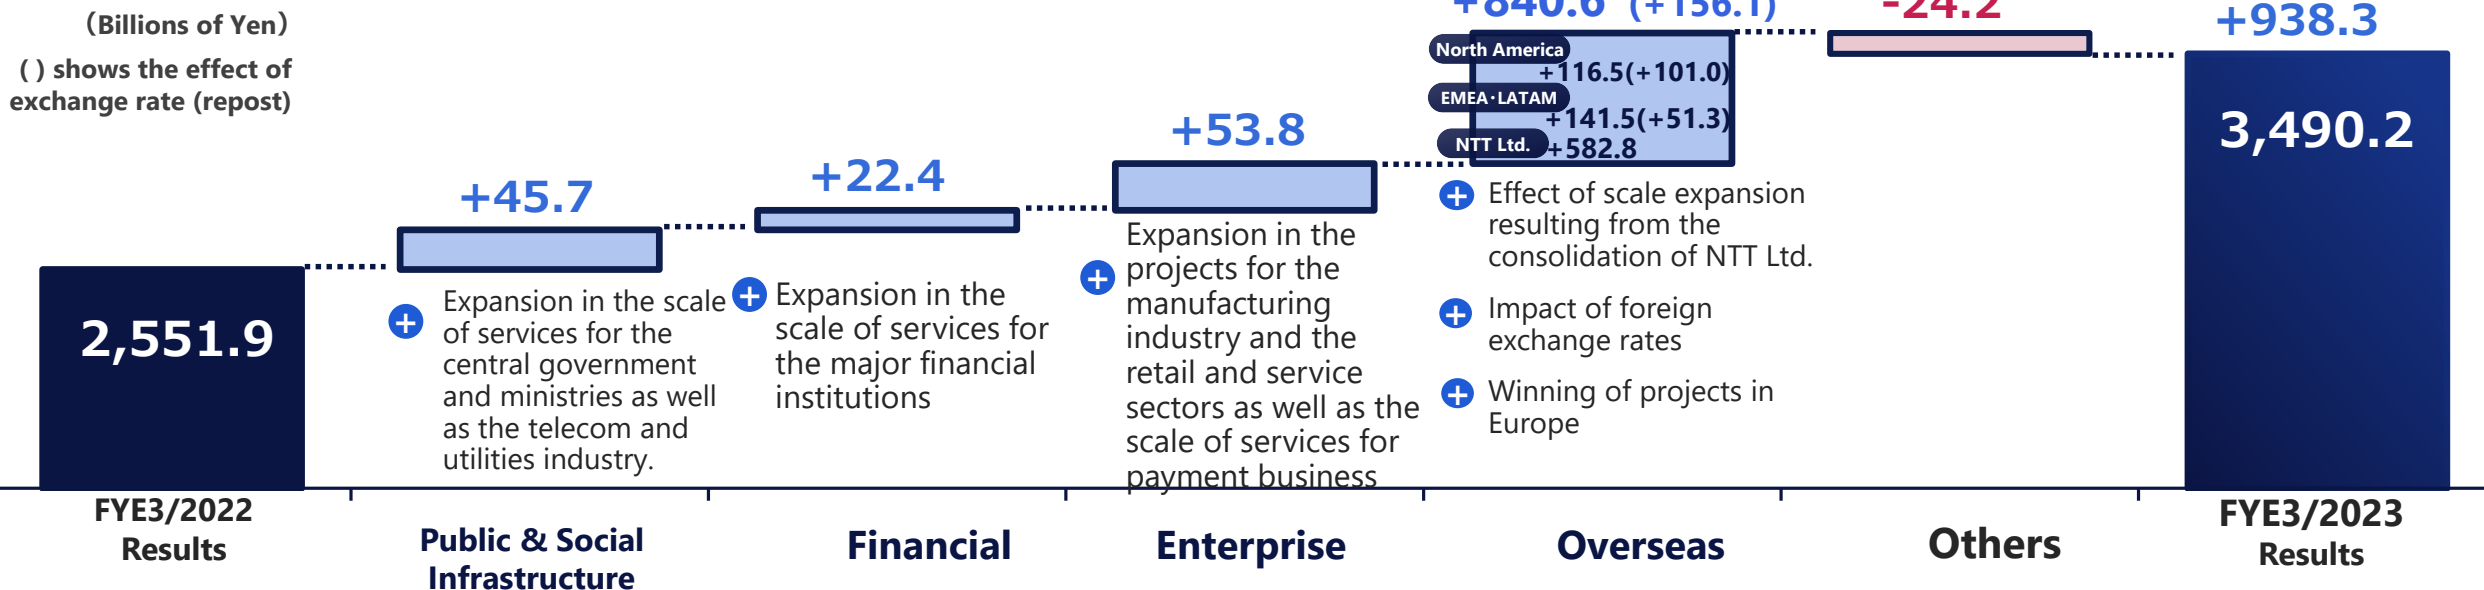 （Billions of Yen）
( ) shows the effect of
exchange rate (repost)
2,551.9
+45.7
Expansion in the scale
of services for the
central government
and ministries as well
as the telecom and
utilities industry.
+22.4
Expansion in the
scale of services for
the major financial
institutions
+53.8
Expansion in the
projects for the
manufacturing
industry and the
retail and service
sectors as well as the
scale of services for
payment business
+840.6 (+156.1)
North America
+116.5(+101.0)
EMEA･LATAM
+141.5(+51.3)
NTT Ltd.
+582.8
Effect of scale expansion
resulting from the
consolidation of NTT Ltd.
Impact of foreign
exchange rates
Winning of projects in
Europe
-24.2
+938.3
3,490.2
FYE3/2022
Results
Public & Social
Infrastructure
Financial
Enterprise
Overseas
Others
FYE3/2023
Results